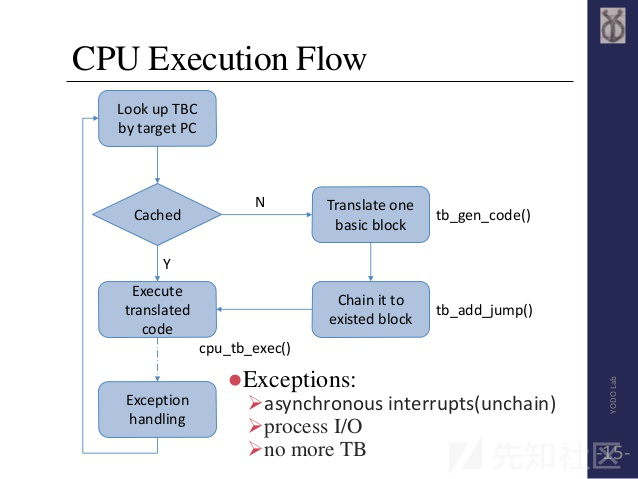 CPU Execution Flow
Look up TBC
by target PC
Cached
N
Translate one
basic block
tb_gen_code()
Y
Execute
translated
code
Chain it to
existed block
tb_add_jump()
cpu_tb_exec()
Exception
handling
●Exceptions:
➢asynchronous interrupts(unchain)
➢process I/O
➢no more TB
YODO Lab
先知社区
-15-